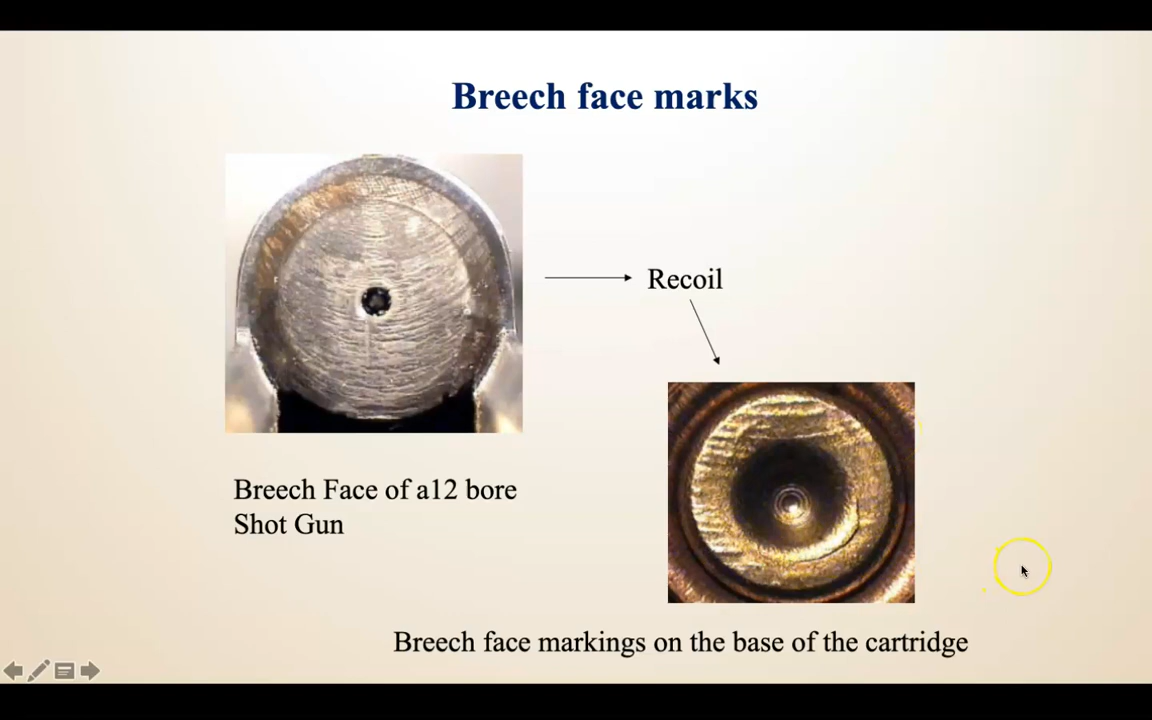 Breech face marks
Recoil
Breech Face of a12 bore
Shot Gun
Breech face markings on the base of the cartridge